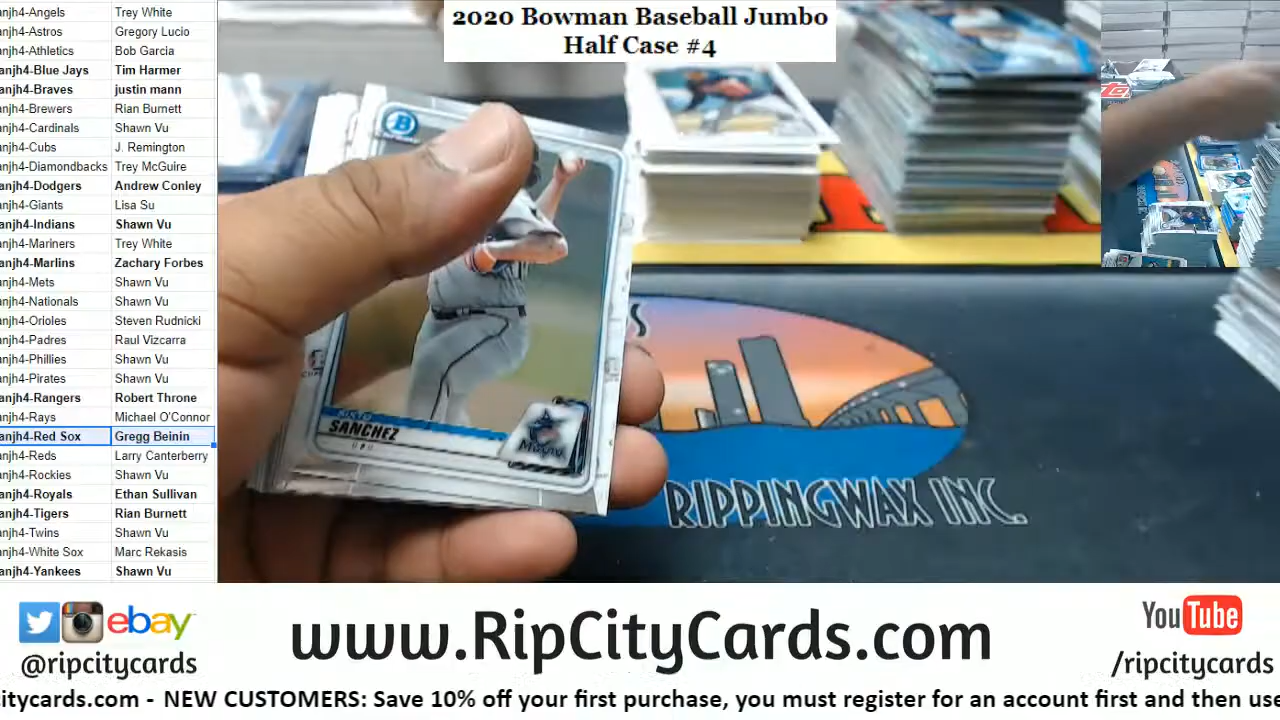 2020 Bowman Baseball Jumbo
Half Case #4
anjh4-Angels Trey White
anjh4-Astros Gregory Lucio
anjh4-Athletics Bob Garcia
anjh4-Blue Jays Tim Harmer
anjh4-Braves justin mann
anjh4-Brewers Rian Burnett
anjh4-Cardinals Shawn Vu
anjh4-Cubs J. Remington
anjh4-Diamondbacks Trey McGuire
anjh4-Dodgers Andrew Conley
anjh4-Giants Lisa Su
anjh4-Indians Shawn Vu
anjh4-Mariners Trey White
anjh4-Marlins Zachary Forbes
anjh4-Mets Shawn Vu
anjh4-Nationals Shawn Vu
anjh4-Orioles Steven Rudnicki
anjh4-Padres Raul Vizcarra
anjh4-Phillies Shawn Vu
anjh4-Pirates Shawn Vu
anjh4-Rangers Robert Throne
anjh4-Rays Michael O'Connor
anjh4-Red Sox Gregg Beinin
anjh4-Reds Larry Canterberry
anjh4-Rockies Shawn Vu
anjh4-Royals Ethan Sullivan
anjh4-Tigers Rian Burnett
anjh4-Twins Shawn Vu
anjh4-White Sox Marc Rekasis
anjh4-Yankees Shawn Vu
B
SIXTO
SANCHEZ
Miami
S
RIPPINGWAX INC.
ebay
@ripcitycards
www.RipCityCards.com
YouTube
/ripcitycards
citycards.com - NEW CUSTOMERS: Save 10% off your first purchase, you must register for an account first and then use